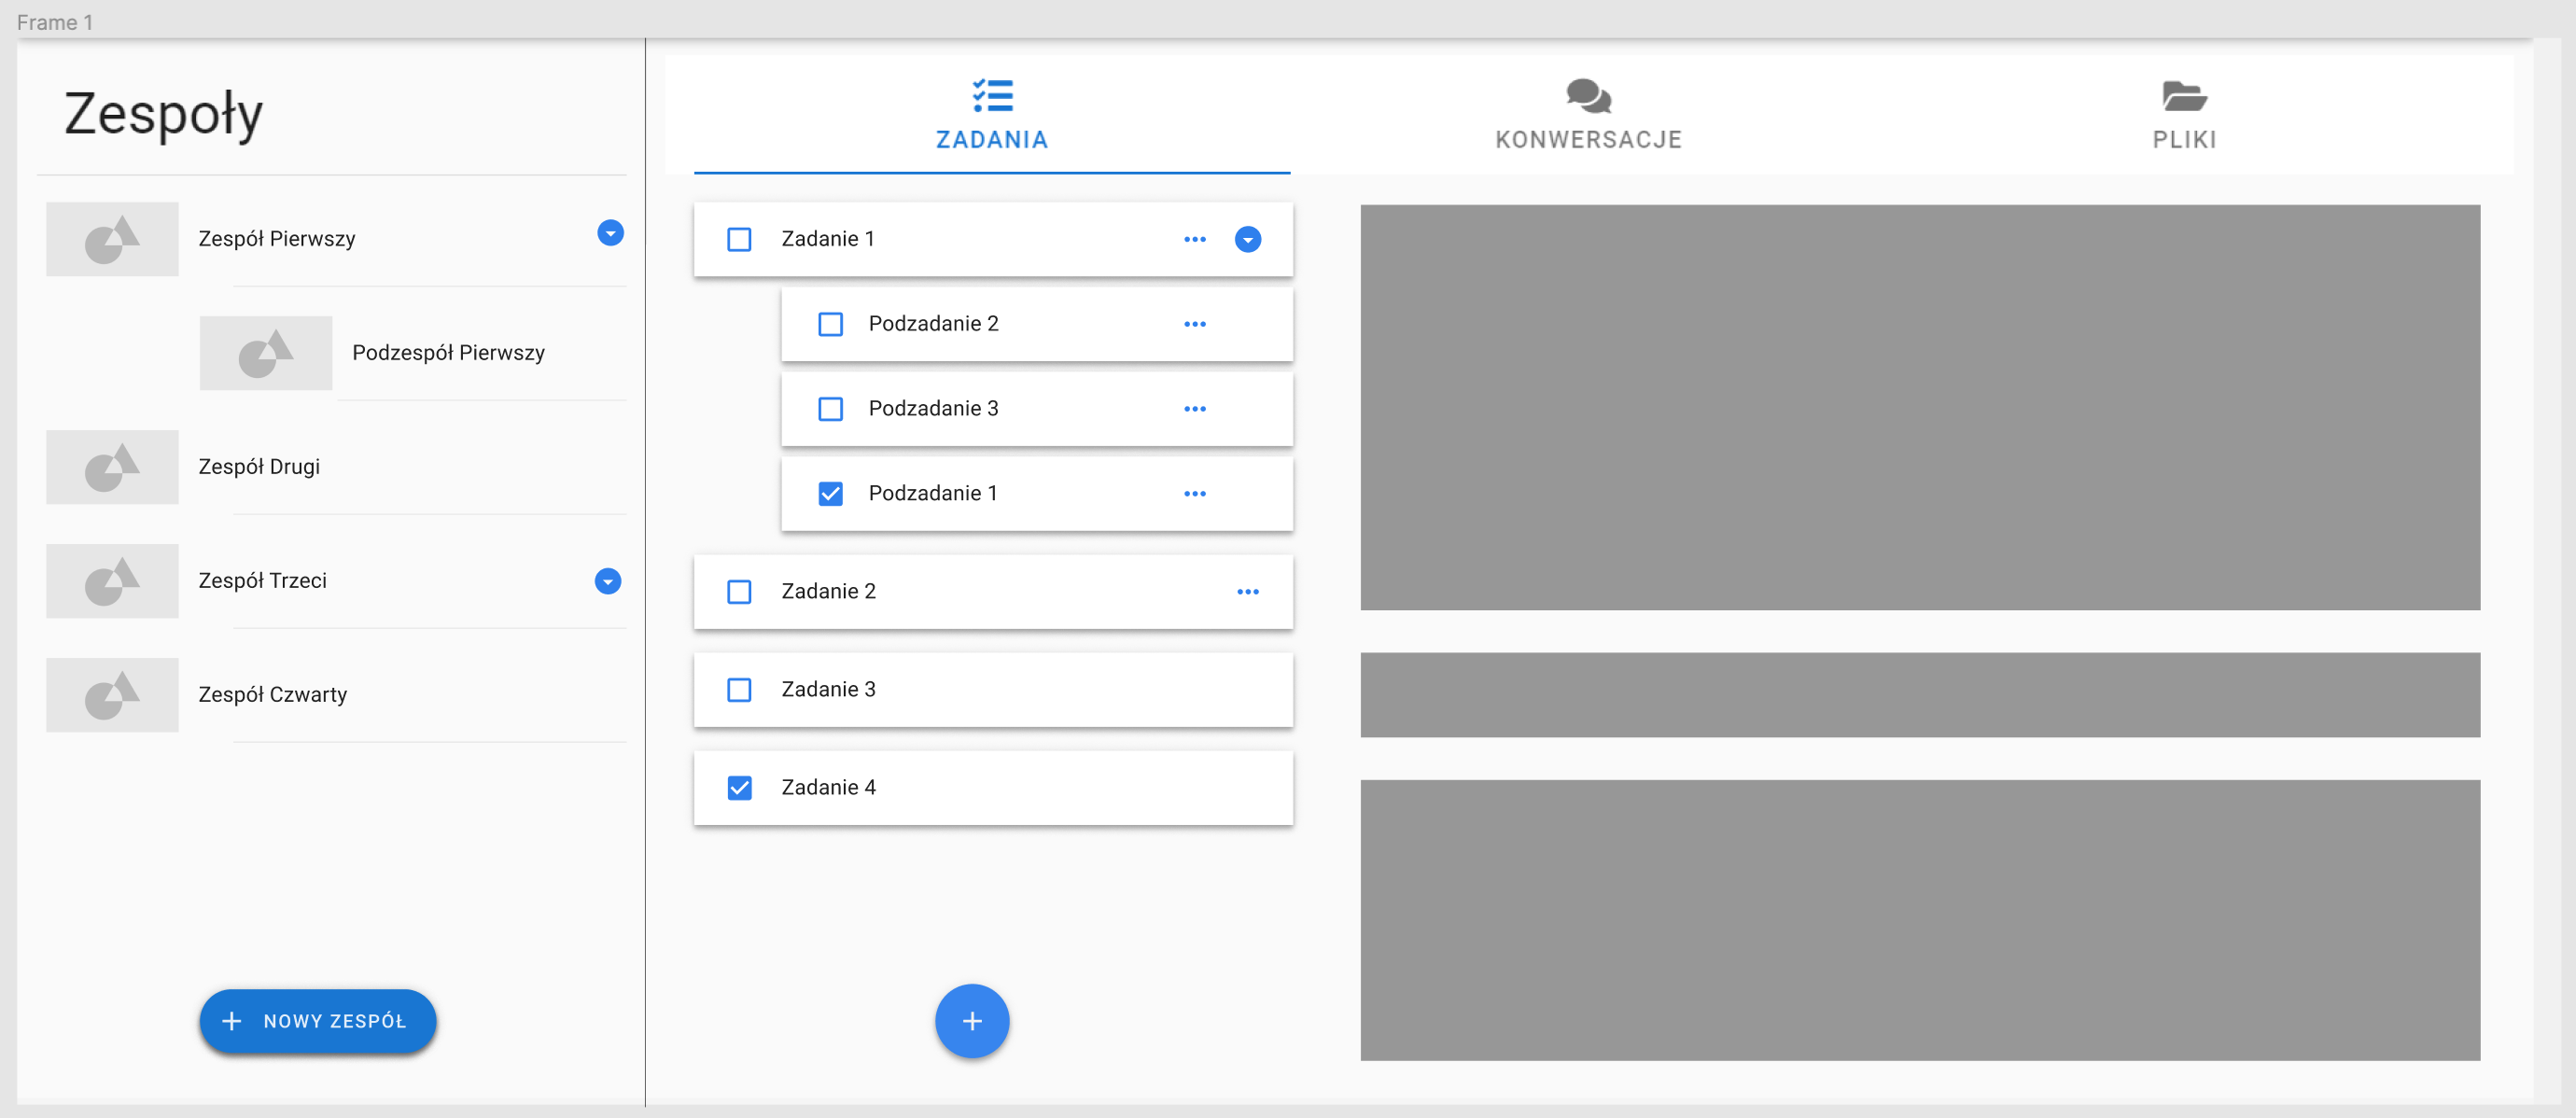 Frame 1
Zespoły
Zespół Pierwszy
Podzespół Pierwszy
Zespół Drugi
Zespół Trzeci
Zespół Czwarty
NOWY ZESPÓŁ
ZADANIA
KONWERSACJE
PLIKI
Zadanie 1
Podzadanie 2
Podzadanie 3
Podzadanie 1
Zadanie 2
Zadanie 3
Zadanie 4